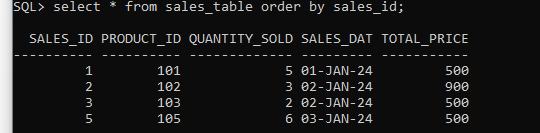 SQL> select * from sales_table order by sales_id;
SALES_ID PRODUCT_ID QUANTITY_SOLD SALES_DAT TOTAL_PRICE
---------- ---------- ------------- --------- -----------
1 101 5 01-JAN-24 500
2 102 3 02-JAN-24 900
3 103 2 02-JAN-24 500
5 105 6 03-JAN-24 500